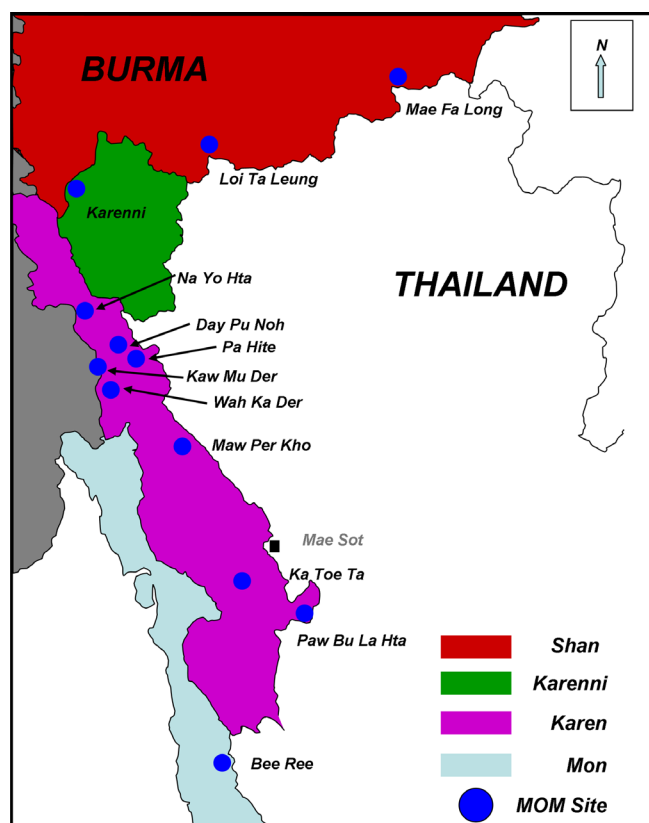 BURMA
N
Mae Fa Long
Loi Ta Leung
Karenni
Na Yo Hta
THAILAND
Day Pu Noh
Pa Hite
Kaw Mu Der
Wah Ka Der
Maw Per Kho
Mae Sot
Ka Toe Ta
Paw Bu La Hta
Bee Ree
Shan
Karenni
Karen
Mon
MOM Site